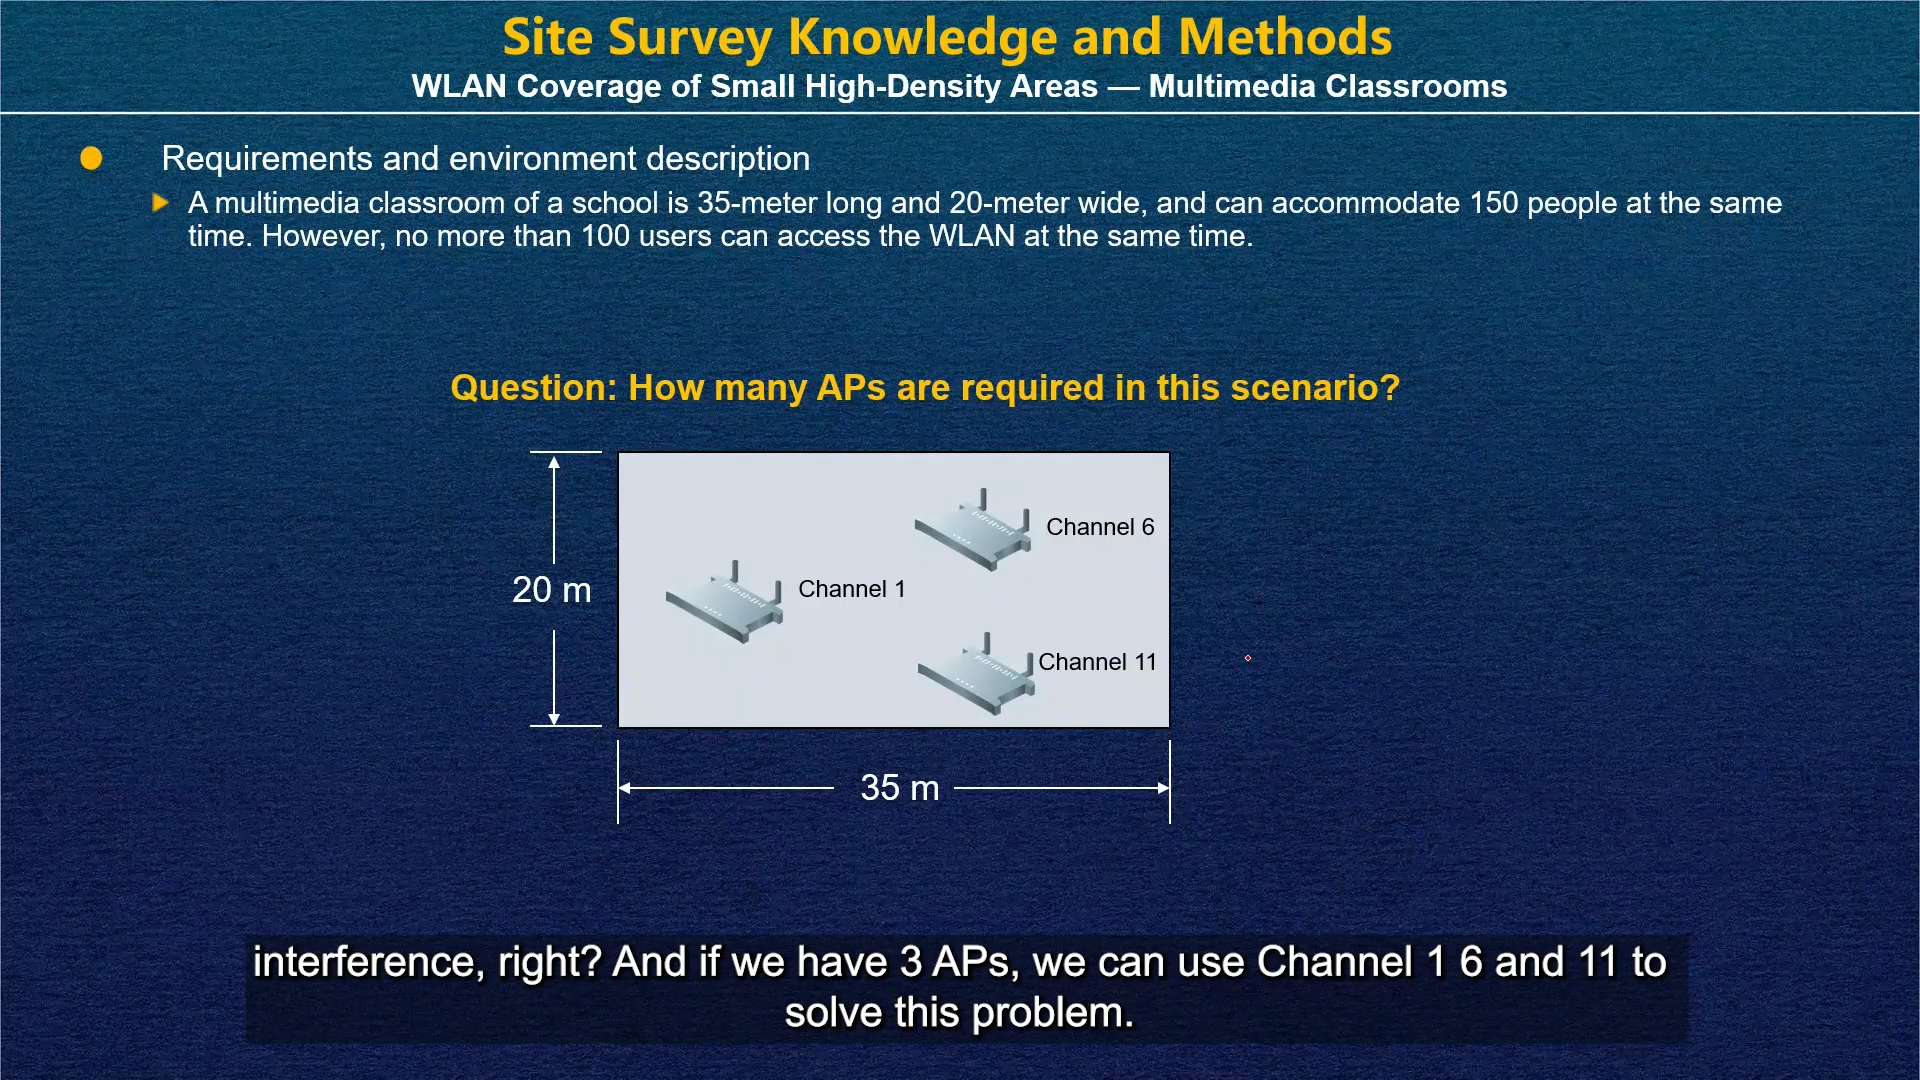 Site Survey Knowledge and Methods
WLAN Coverage of Small High-Density Areas — Multimedia Classrooms
Requirements and environment description
A multimedia classroom of a school is 35-meter long and 20-meter wide, and can accommodate 150 people at the same
time. However, no more than 100 users can access the WLAN at the same time.
Question: How many APs are required in this scenario?
Channel 6
20 m
Channel 1
Channel 11
35 m
interference, right? And if we have 3 APs, we can use Channel 1 6 and 11 to
solve this problem.